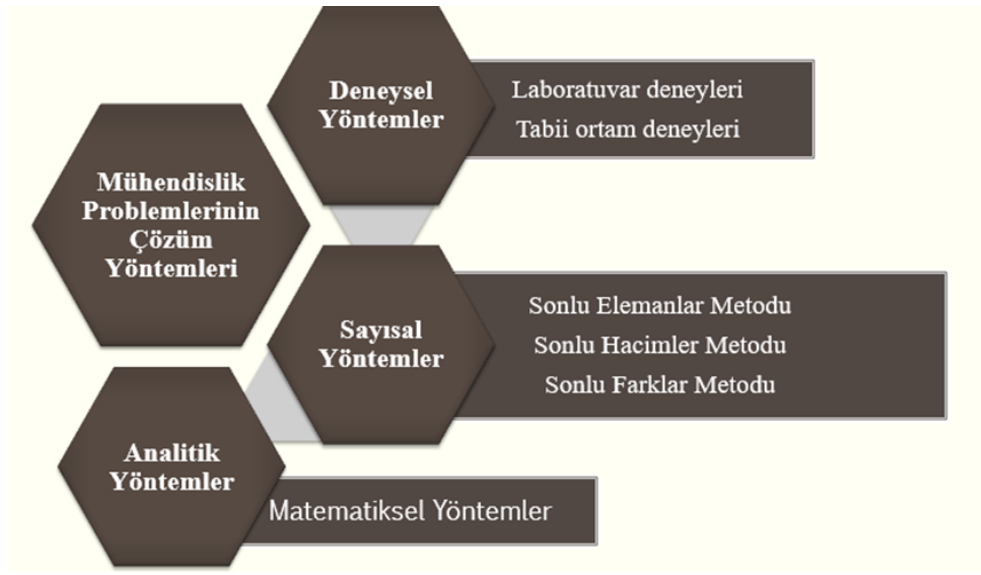 Deneysel
Yöntemler
Laboratuvar deneyleri
Tabii ortam deneyleri
Mühendislik
Problemlerinin
Çözüm
Yöntemleri
Sayısal
Yöntemler
Sonlu Elemanlar Metodu
Sonlu Hacimler Metodu
Sonlu Farklar Metodu
Analitik
Yöntemler
Matematiksel Yöntemler